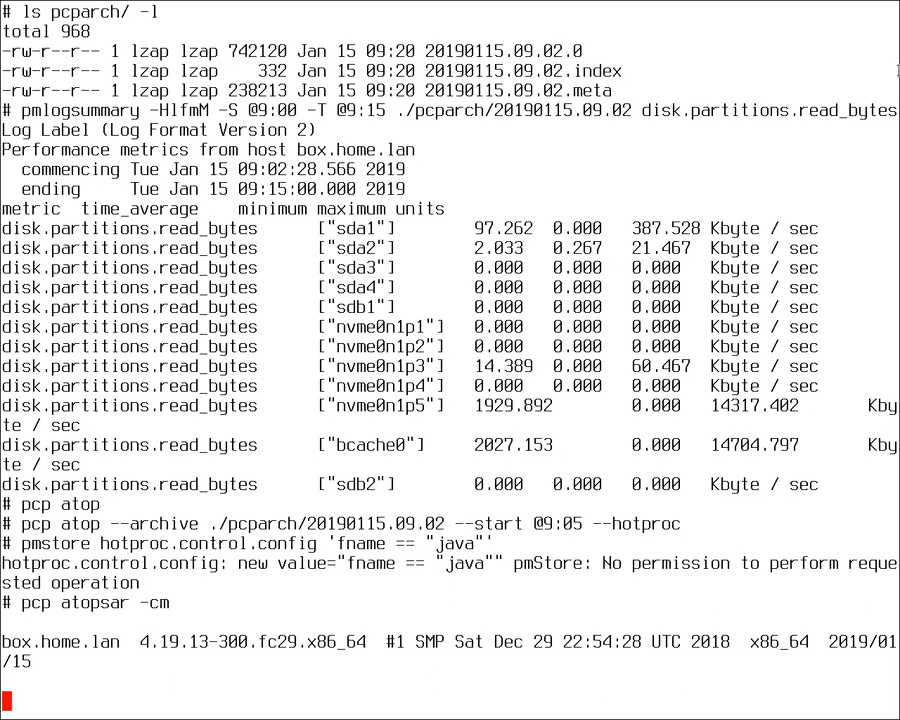 # ls pcparch/ -l
total 968
-rw-r--r-- 1 lzap lzap 742120 Jan 15 09:20 20190115.09.02.0
-rw-r--r-- 1 lzap lzap    332 Jan 15 09:20 20190115.09.02.index
-rw-r--r-- 1 lzap lzap 238213 Jan 15 09:20 20190115.09.02.meta
# pmlogsummary -HlfmM -S @9:00 -T @9:15 ./pcparch/20190115.09.02 disk.partitions.read_bytes
Log Label (Log Format Version 2)
Performance metrics from host box.home.lan
  commencing Tue Jan 15 09:02:28.566 2019
  ending     Tue Jan 15 09:15:00.000 2019
metric  time_average    minimum maximum units
disk.partitions.read_bytes      ["sda1"]        97.262  0.000   387.528 Kbyte / sec
disk.partitions.read_bytes      ["sda2"]        2.033   0.267   21.467  Kbyte / sec
disk.partitions.read_bytes      ["sda3"]        0.000   0.000   0.000   Kbyte / sec
disk.partitions.read_bytes      ["sda4"]        0.000   0.000   0.000   Kbyte / sec
disk.partitions.read_bytes      ["sdb1"]        0.000   0.000   0.000   Kbyte / sec
disk.partitions.read_bytes      ["nvme0n1p1"]   0.000   0.000   0.000   Kbyte / sec
disk.partitions.read_bytes      ["nvme0n1p2"]   0.000   0.000   0.000   Kbyte / sec
disk.partitions.read_bytes      ["nvme0n1p3"]   14.389  0.000   60.467  Kbyte / sec
disk.partitions.read_bytes      ["nvme0n1p4"]   0.000   0.000   0.000   Kbyte / sec
disk.partitions.read_bytes      ["nvme0n1p5"]   1929.892        0.000   14317.402       Kby
te / sec
disk.partitions.read_bytes      ["bcache0"]     2027.153        0.000   14704.797       Kby
te / sec
disk.partitions.read_bytes      ["sdb2"]        0.000   0.000   0.000   Kbyte / sec
# pcp atop
# pcp atop --archive ./pcparch/20190115.09.02 --start @9:05 --hotproc
# pmstore hotproc.control.config 'fname == "java"'
hotproc.control.config: new value="fname == "java"" pmStore: No permission to perform reque
sted operation
# pcp atopsar -cm
box.home.lan  4.19.13-300.fc29.x86_64  #1 SMP Sat Dec 29 22:54:28 UTC 2018  x86_64  2019/01
/15